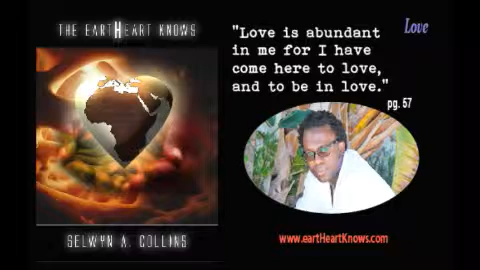 THE EARTHEART KNOWS
SELWYN A. COLLINS
Love
"Love is abundant
in me for I have
come here to love,
and to be in love."
pg. 57
www.eartHeartKnows.com